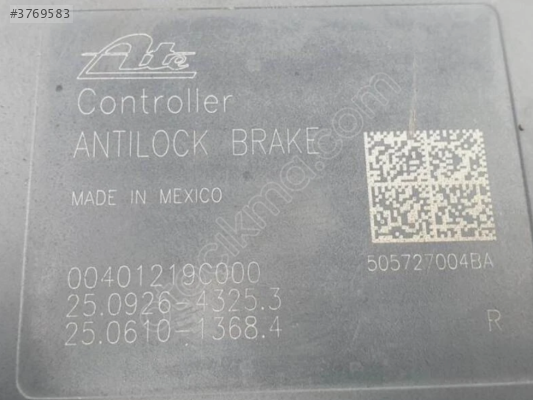 #3769583
Ate
Controller
ANTILOCK BRAKE
MADE IN MEXICO
00401219C000
25.0926-4325.3
25.0610-1368.4
505727004BA
R